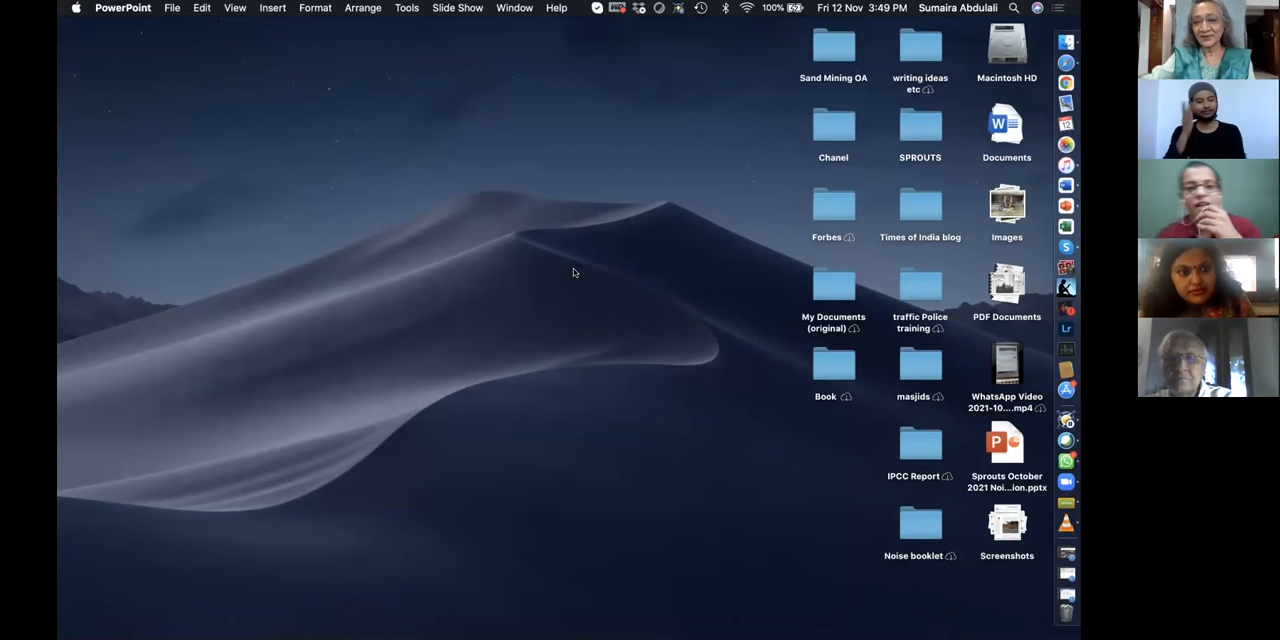 PowerPoint File Edit View Insert Format Arrange Tools Slide Show Window Help 100% Fri 12 Nov 3:49 PM Sumaira Abdulali
Sand Mining OA
writing ideas
etc
Macintosh HD
Chanel
SPROUTS
Documents
Forbes
Times of India blog
Images
My Documents
(original)
traffic Police
training
PDF Documents
Book
masjids
WhatsApp Video
2021-10....mp4
IPCC Report
Sprouts October
2021 Noi...ion.pptx
Noise booklet
Screenshots
W
P
12
S
Lr